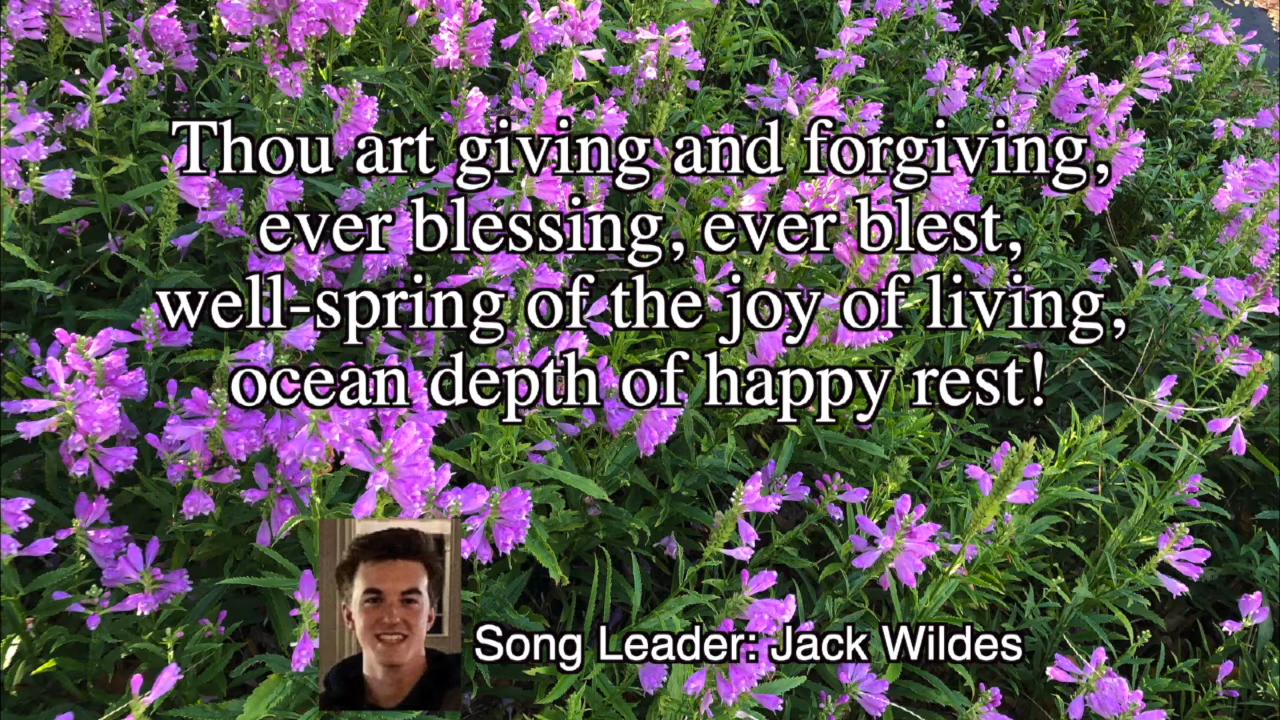 Thou art giving and forgiving,
ever blessing, ever blest,
well-spring of the joy of living,
ocean depth of happy rest!
Song Leader: Jack Wildes